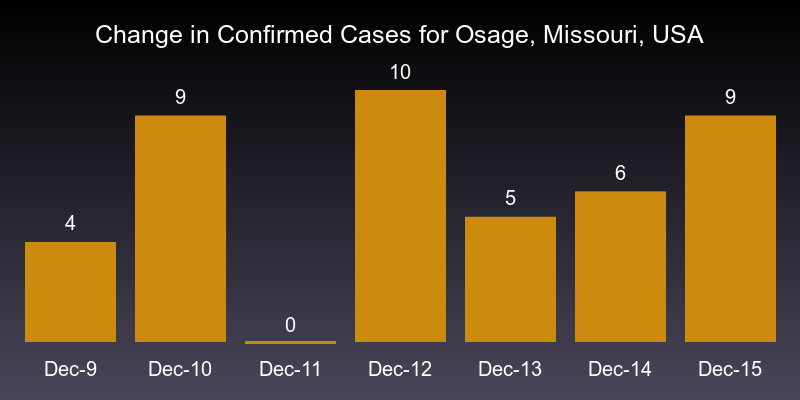 Change in Confirmed Cases for Osage, Missouri, USA
4 9 0 10 5 6 9
Dec-9 Dec-10 Dec-11 Dec-12 Dec-13 Dec-14 Dec-15